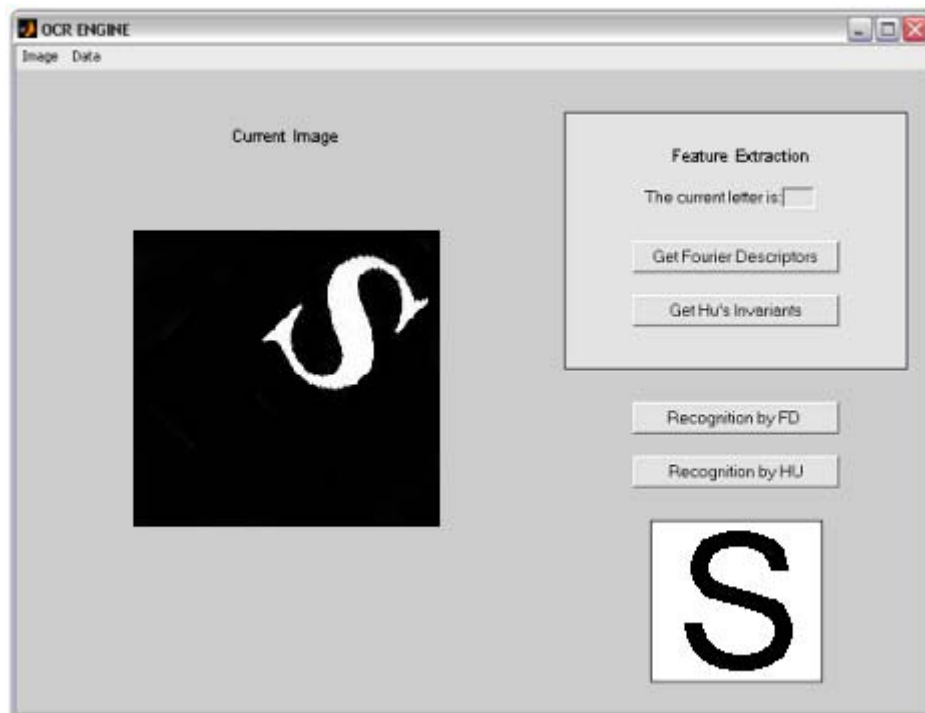 OCR ENGINE
Image Data
Current Image
S
Feature Extraction
The current letter is:
Get Fourier Descriptors
Get Hu's Invariants
Recognition by FD
Recognition by HU
S